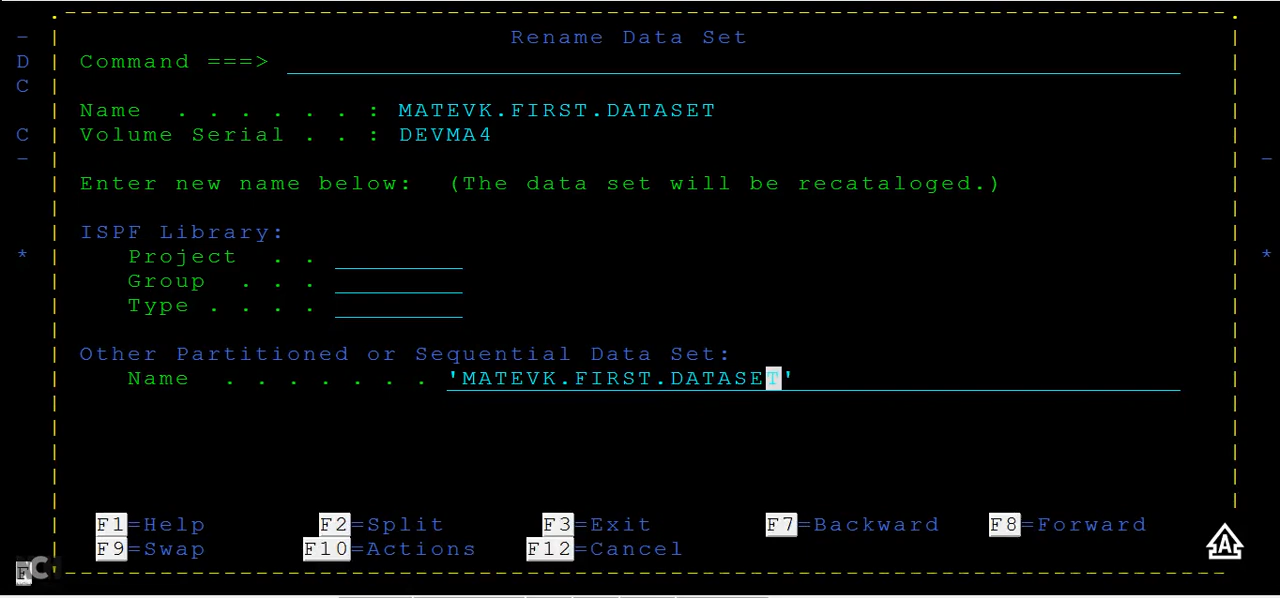 Rename Data Set
Command ===>
Name . . . . . . : MATEVK.FIRST.DATASET
Volume Serial . . : DEVMA4
Enter new name below: (The data set will be recataloged.)
ISPF Library:
Project . .
Group . . .
Type . . . .
Other Partitioned or Sequential Data Set:
Name . . . . . . . 'MATEVK.FIRST.DATASET'
F1=Help F2=Split F3=Exit F7=Backward F8=Forward
F9=Swap F10=Actions F12=Cancel